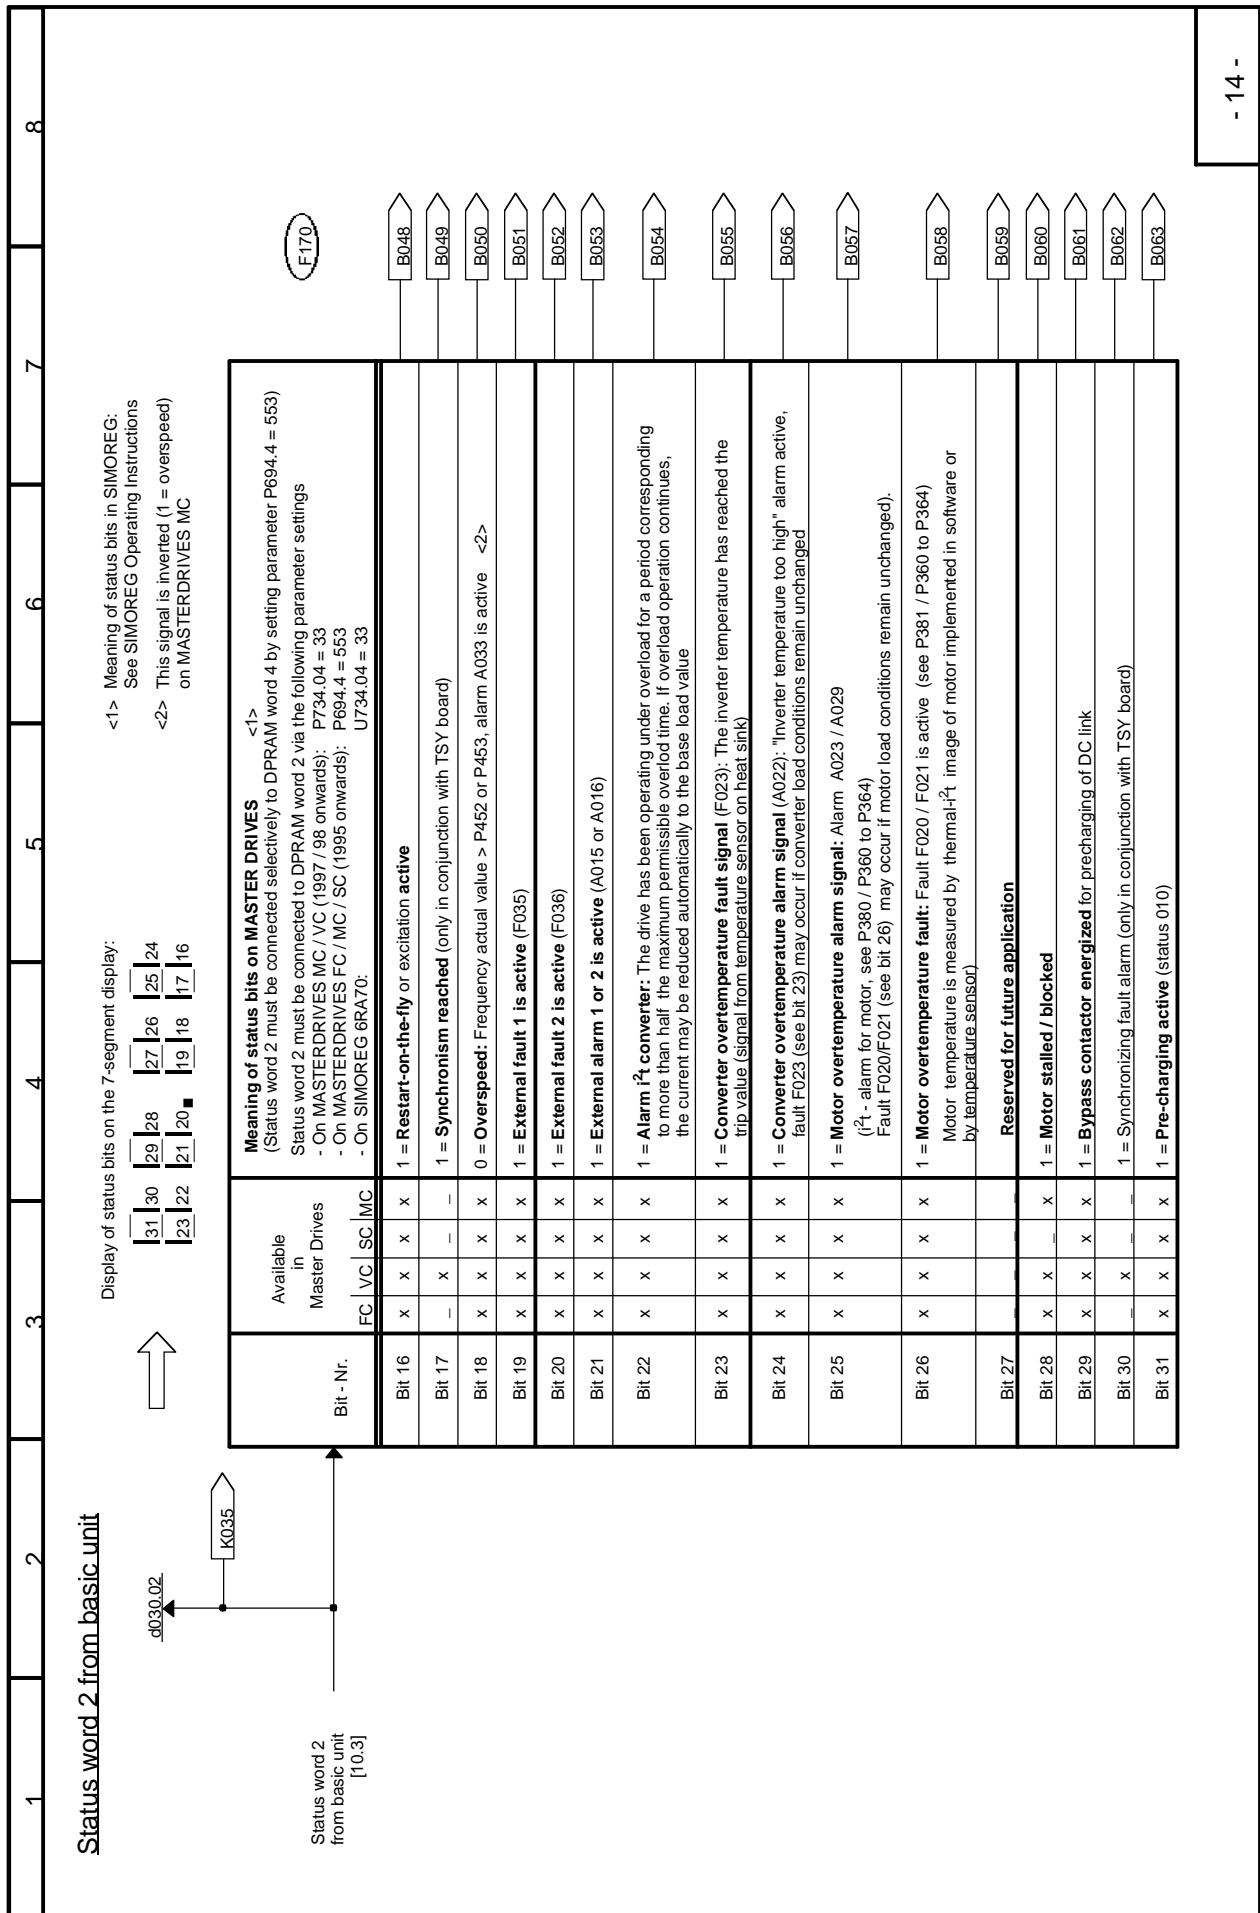 1 2 3 4 5 6 7 8
Status word 2 from basic unit
d030.02
K035
Status word 2
from basic unit
[10.3]
Display of status bits on the 7-segment display:
31 30 29 28 27 26 25 24
23 22 21 20 19 18 17 16
<1> Meaning of status bits in SIMOREG:
See SIMOREG Operating Instructions
<2> This signal is inverted (1 = overspeed)
on MASTERDRIVES MC
F170
Bit - Nr.
Available
in
Master Drives
FC VC SC MC
Meaning of status bits on MASTER DRIVES <1>
(Status word 2 must be connected selectively to DPRAM word 4 by setting parameter P694.4 = 553)
Status word 2 must be connected to DPRAM word 2 via the following parameter settings
- On MASTERDRIVES MC / VC (1997 / 98 onwards): P734.04 = 33
- On MASTERDRIVES FC / MC / SC (1995 onwards): P694.4 = 553
- On SIMOREG 6RA70: U734.04 = 33
Bit 16 x x x x 1 = Restart-on-the-fly or excitation active B048
Bit 17 – x – – 1 = Synchronism reached (only in conjunction with TSY board) B049
Bit 18 x x x x 0 = Overspeed: Frequency actual value > P452 or P453, alarm A033 is active <2> B050
Bit 19 x x x x 1 = External fault 1 is active (F035) B051
Bit 20 x x x x 1 = External fault 2 is active (F036) B052
Bit 21 x x x x 1 = External alarm 1 or 2 is active (A015 or A016) B053
Bit 22 x x x x 1 = Alarm i²t converter: The drive has been operating under overload for a period corresponding B054
to more than half the maximum permissible overlod time. If overload operation continues,
the current may be reduced automatically to the base load value
Bit 23 x x x x 1 = Converter overtemperature fault signal (F023): The inverter temperature has reached the B055
trip value (signal from temperature sensor on heat sink)
Bit 24 x x x x 1 = Converter overtemperature alarm signal (A022): "Inverter temperature too high" alarm active, B056
fault F023 (see bit 23) may occur if converter load conditions remain unchanged
Bit 25 x x x x 1 = Motor overtemperature alarm signal: Alarm A023 / A029 B057
(i²t - alarm for motor, see P380 / P360 to P364)
Fault F020/F021 (see bit 26) may occur if motor load conditions remain unchanged).
Bit 26 x x x x 1 = Motor overtemperature fault: Fault F020 / F021 is active (see P381 / P360 to P364) B058
Motor temperature is measured by thermal-i²t image of motor implemented in software or
by temperature sensor)
Bit 27 – – – – Reserved for future application B059
Bit 28 x x – x 1 = Motor stalled / blocked B060
Bit 29 x x x x 1 = Bypass contactor energized for precharging of DC link B061
Bit 30 – x – – 1 = Synchronizing fault alarm (only in conjunction with TSY board) B062
Bit 31 x x x x 1 = Pre-charging active (status 010) B063
- 14 -